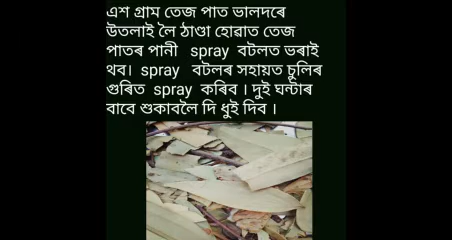 এশ গ্ৰাম তেজ পাত ভালদৰে
উতলাই লৈ ঠাণ্ডা হোৱাত তেজ
পাতৰ পানী spray বটলত ভৰাই
থব। spray বটলৰ সহায়ত চুলিৰ
গুৰিত spray কৰিব । দুই ঘন্টাৰ
বাবে শুকাবলৈ দি ধুই দিব ।